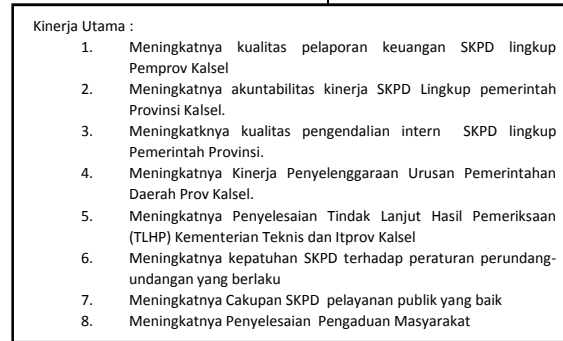 Kinerja Utama :
1. Meningkatnya kualitas pelaporan keuangan SKPD lingkup
Pemprov Kalsel
2. Meningkatnya akuntabilitas kinerja SKPD Lingkup pemerintah
Provinsi Kalsel.
3. Meningkatknya kualitas pengendalian intern SKPD lingkup
Pemerintah Provinsi.
4. Meningkatnya Kinerja Penyelenggaraan Urusan Pemerintahan
Daerah Prov Kalsel.
5. Meningkatnya Penyelesaian Tindak Lanjut Hasil Pemeriksaan
(TLHP) Kementerian Teknis dan Itprov Kalsel
6. Meningkatnya kepatuhan SKPD terhadap peraturan perundang-
undangan yang berlaku
7. Meningkatnya Cakupan SKPD pelayanan publik yang baik
8. Meningkatnya Penyelesaian Pengaduan Masyarakat